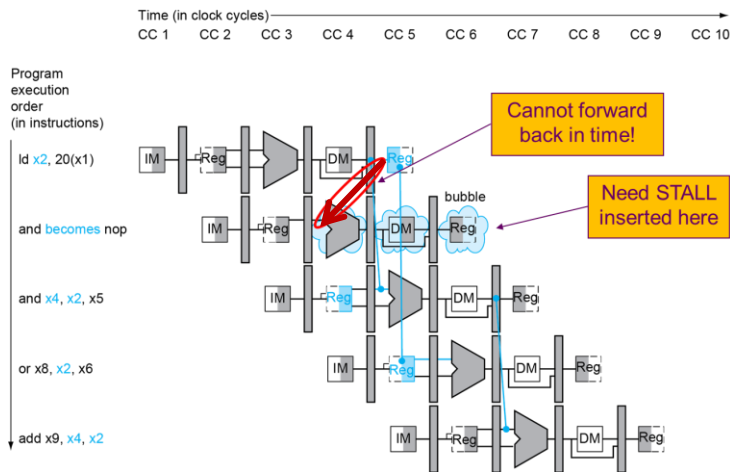 Time (in clock cycles)
CC 1 CC 2 CC 3 CC 4 CC 5 CC 6 CC 7 CC 8 CC 9 CC 10
Program
execution
order
(in instructions)
Cannot forward
back in time!
ld x2, 20(x1)
IM Reg DM Reg
bubble
Need STALL
inserted here
and becomes nop
IM Reg DM Reg
and x4, x2, x5
IM Reg DM Reg
or x8, x2, x6
IM Reg DM Reg
add x9, x4, x2
IM Reg DM Reg